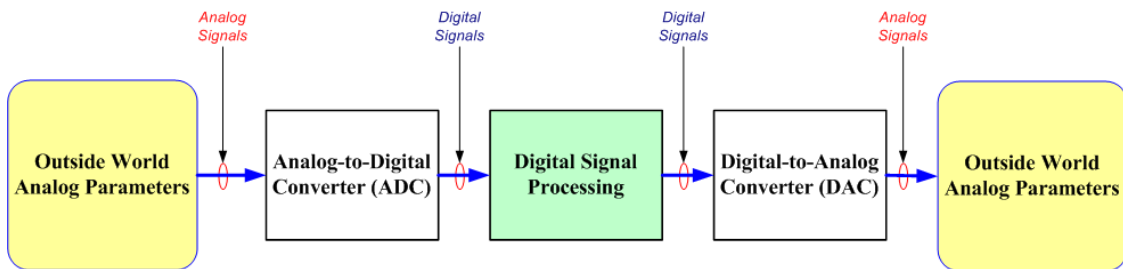 Analog
Signals
Digital
Signals
Digital
Signals
Analog
Signals
Outside World
Analog Parameters
Analog-to-Digital
Converter (ADC)
Digital Signal
Processing
Digital-to-Analog
Converter (DAC)
Outside World
Analog Parameters